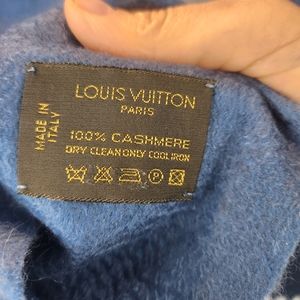 LOUIS VUITTON
PARIS
MADE IN
ITALY
100% CASHMERE
DRY CLEAN ONLY COOL IRON
P